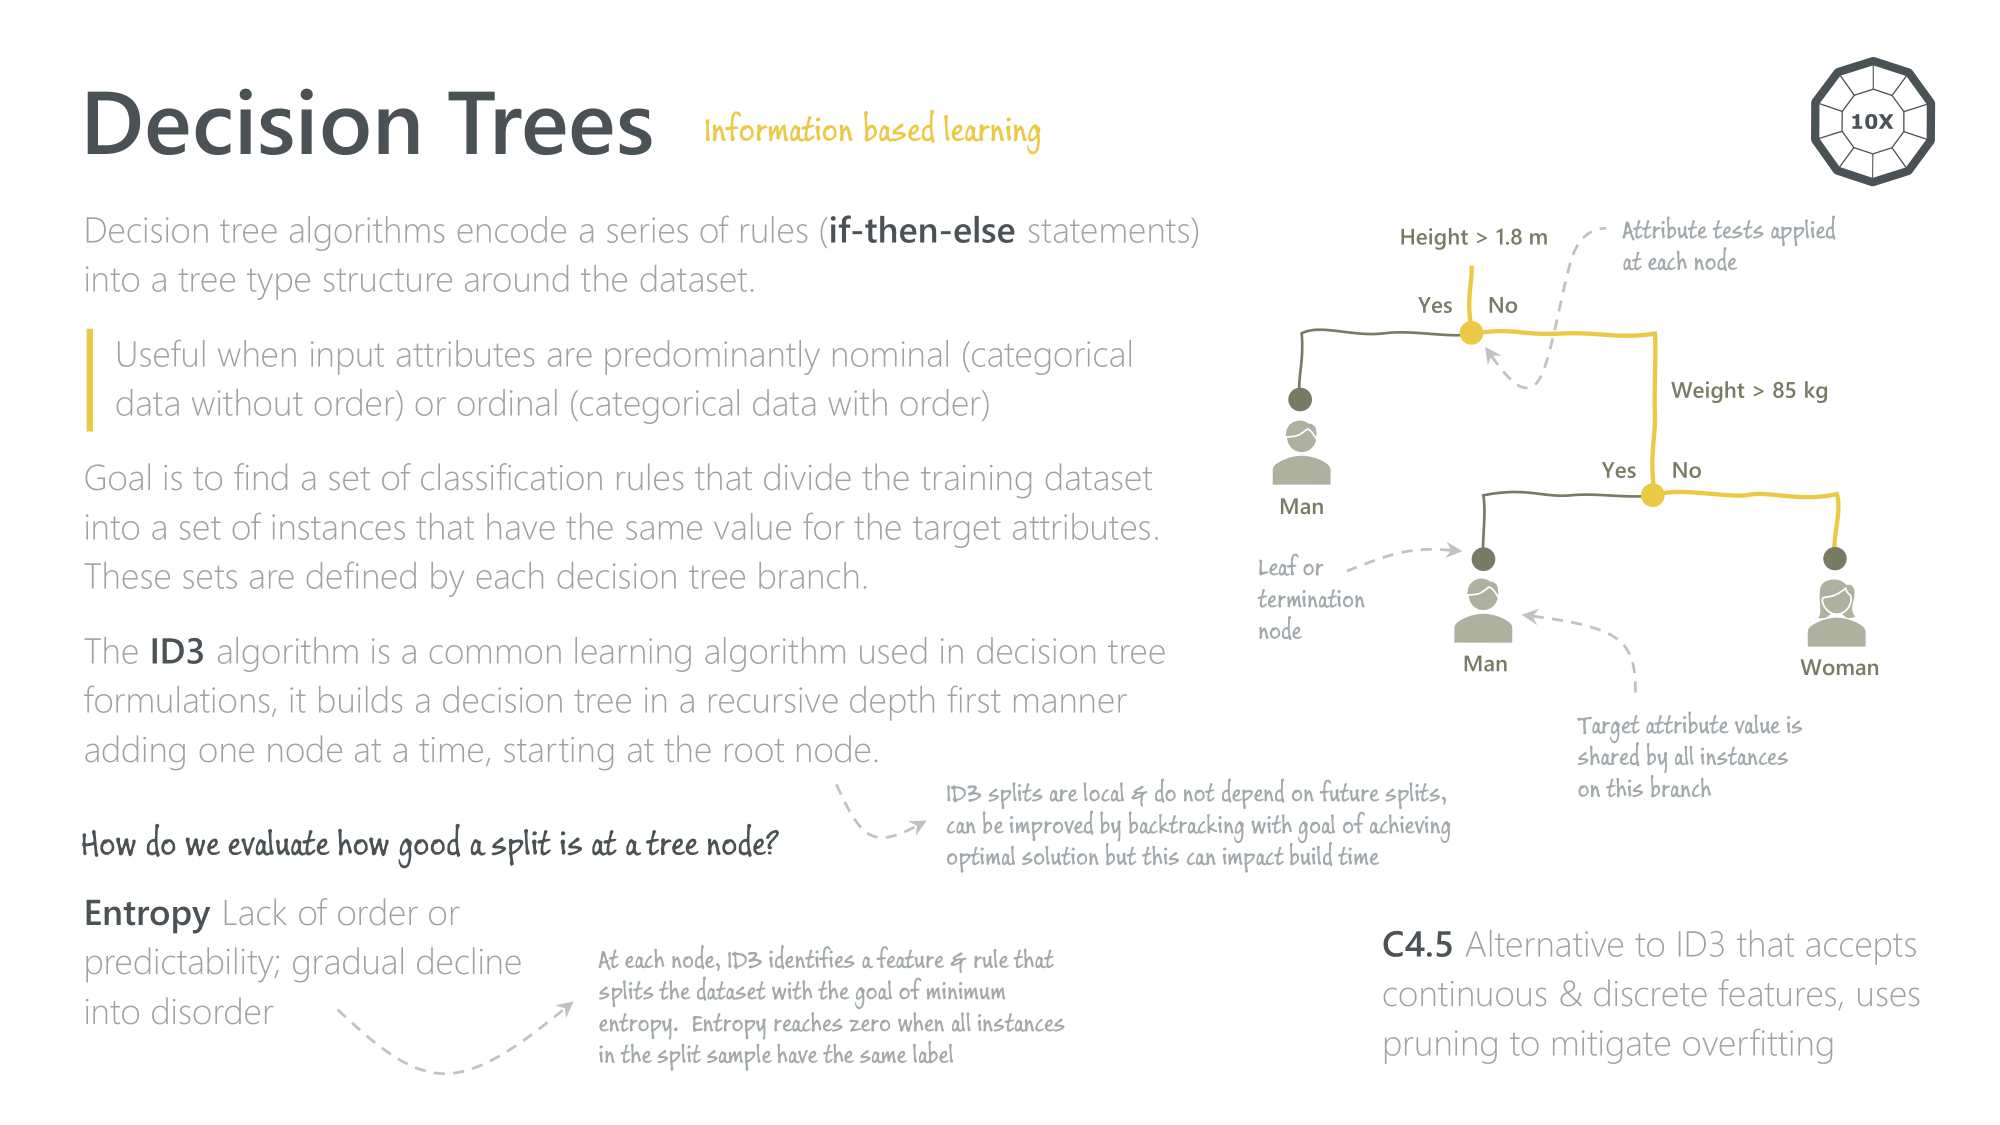 Decision Trees
Information based learning
10X
Decision tree algorithms encode a series of rules (if-then-else statements)
into a tree type structure around the dataset.
Useful when input attributes are predominantly nominal (categorical
data without order) or ordinal (categorical data with order)
Goal is to find a set of classification rules that divide the training dataset
into a set of instances that have the same value for the target attributes.
These sets are defined by each decision tree branch.
The ID3 algorithm is a common learning algorithm used in decision tree
formulations, it builds a decision tree in a recursive depth first manner
adding one node at a time, starting at the root node.
ID3 splits are local & do not depend on future splits,
can be improved by backtracking with goal of achieving
optimal solution but this can impact build time
How do we evaluate how good a split is at a tree node?
Entropy Lack of order or
predictability; gradual decline
into disorder
At each node, ID3 identifies a feature & rule that
splits the dataset with the goal of minimum
entropy. Entropy reaches zero when all instances
in the split sample have the same label
Height > 1.8 m
Attribute tests applied
at each node
Yes No
Weight > 85 kg
Yes No
Man
Leaf or
termination
node
Man
Woman
Target attribute value is
shared by all instances
on this branch
C4.5 Alternative to ID3 that accepts
continuous & discrete features, uses
pruning to mitigate overfitting